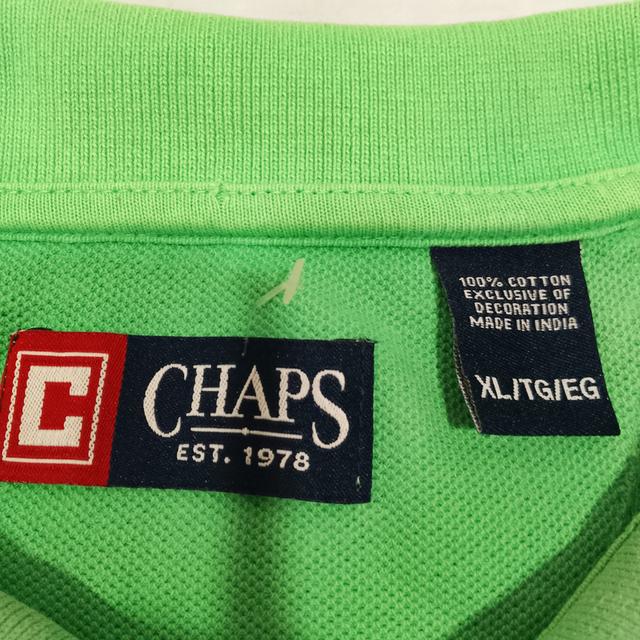 C
CHAPS
EST. 1978
100% COTTON
EXCLUSIVE OF
DECORATION
MADE IN INDIA
XL/TG/EG